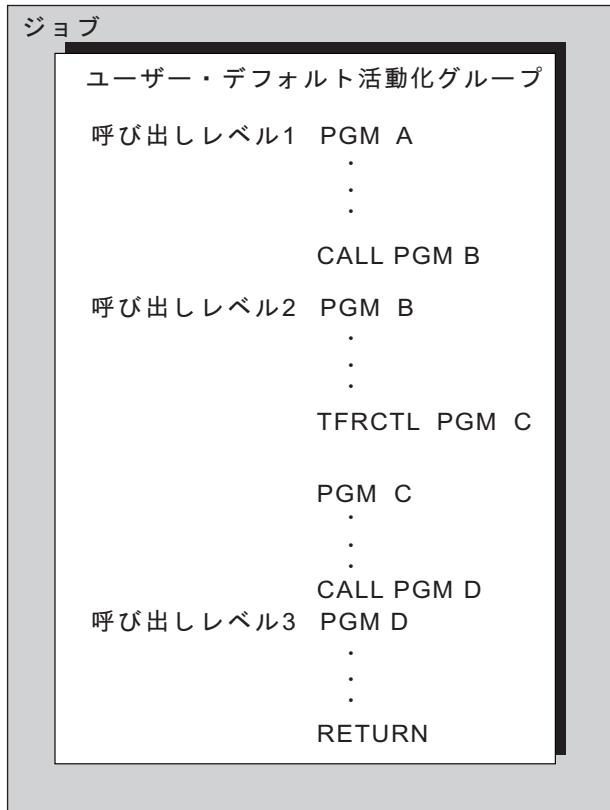 ジョブ
ユーザー・デフォルト活動化グループ
呼び出しレベル1 PGM A
.
.
.
CALL PGM B
呼び出しレベル2 PGM B
.
.
.
TFRCTL PGM C
PGM C
.
.
.
CALL PGM D
呼び出しレベル3 PGM D
.
.
.
RETURN